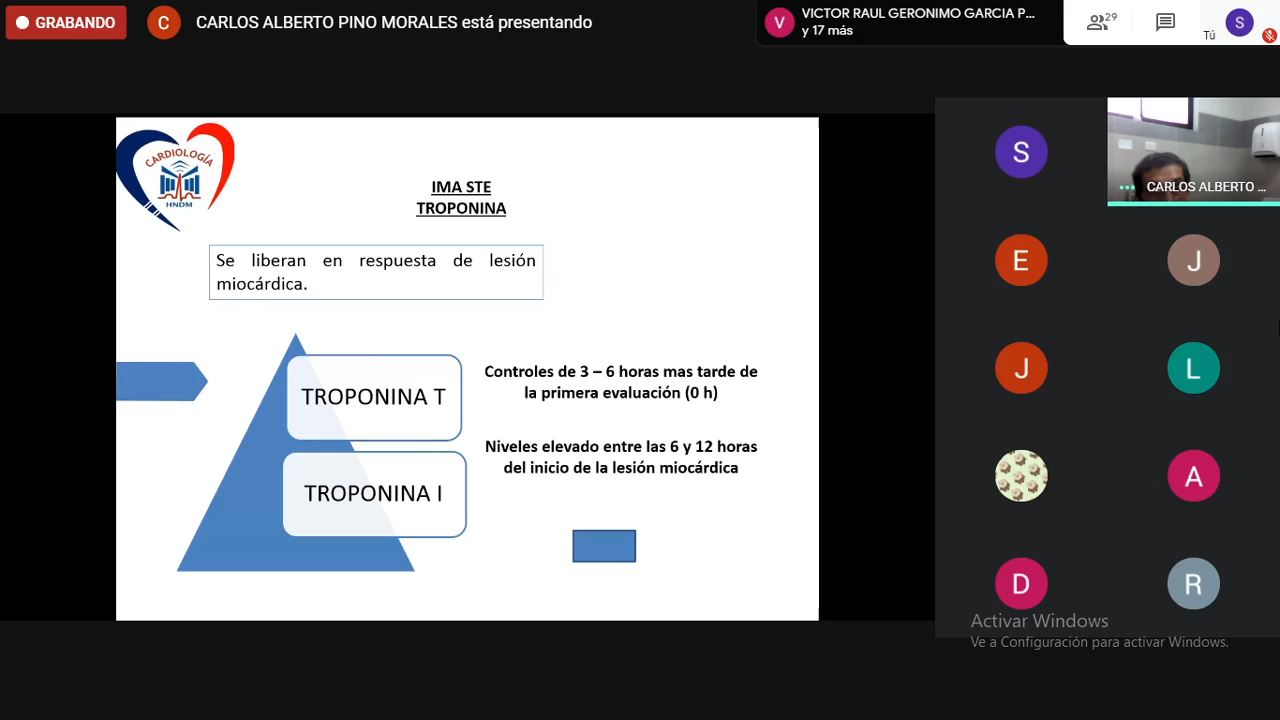 GRABANDO
C
CARLOS ALBERTO PINO MORALES está presentando
V
VICTOR RAUL GERONIMO GARCIA P...
y 17 más
29
Tú
S
CARDIOLOGÍA
HNDM
IMA STE
TROPONINA
Se liberan en respuesta de lesión
miocárdica.
TROPONINA T
TROPONINA I
Controles de 3 – 6 horas mas tarde de
la primera evaluación (0 h)
Niveles elevado entre las 6 y 12 horas
del inicio de la lesión miocárdica
S
CARLOS ALBERTO ...
E
J
J
L
A
D
R
Activar Windows
Ve a Configuración para activar Windows.